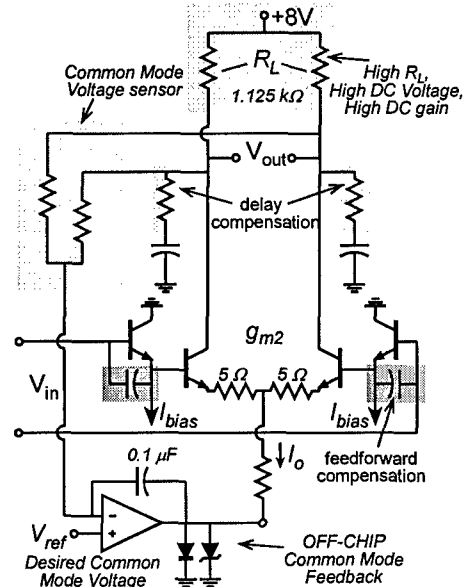 +8V
R_L
1.125 kΩ
High R_L,
High DC Voltage,
High DC gain
Common Mode
Voltage sensor
V_out
delay
compensation
g_m2
5 Ω
5 Ω
V_in
I_bias
I_bias
I_o
feedforward
compensation
0.1 µF
−
+
V_ref
Desired Common
Mode Voltage
OFF-CHIP
Common Mode
Feedback